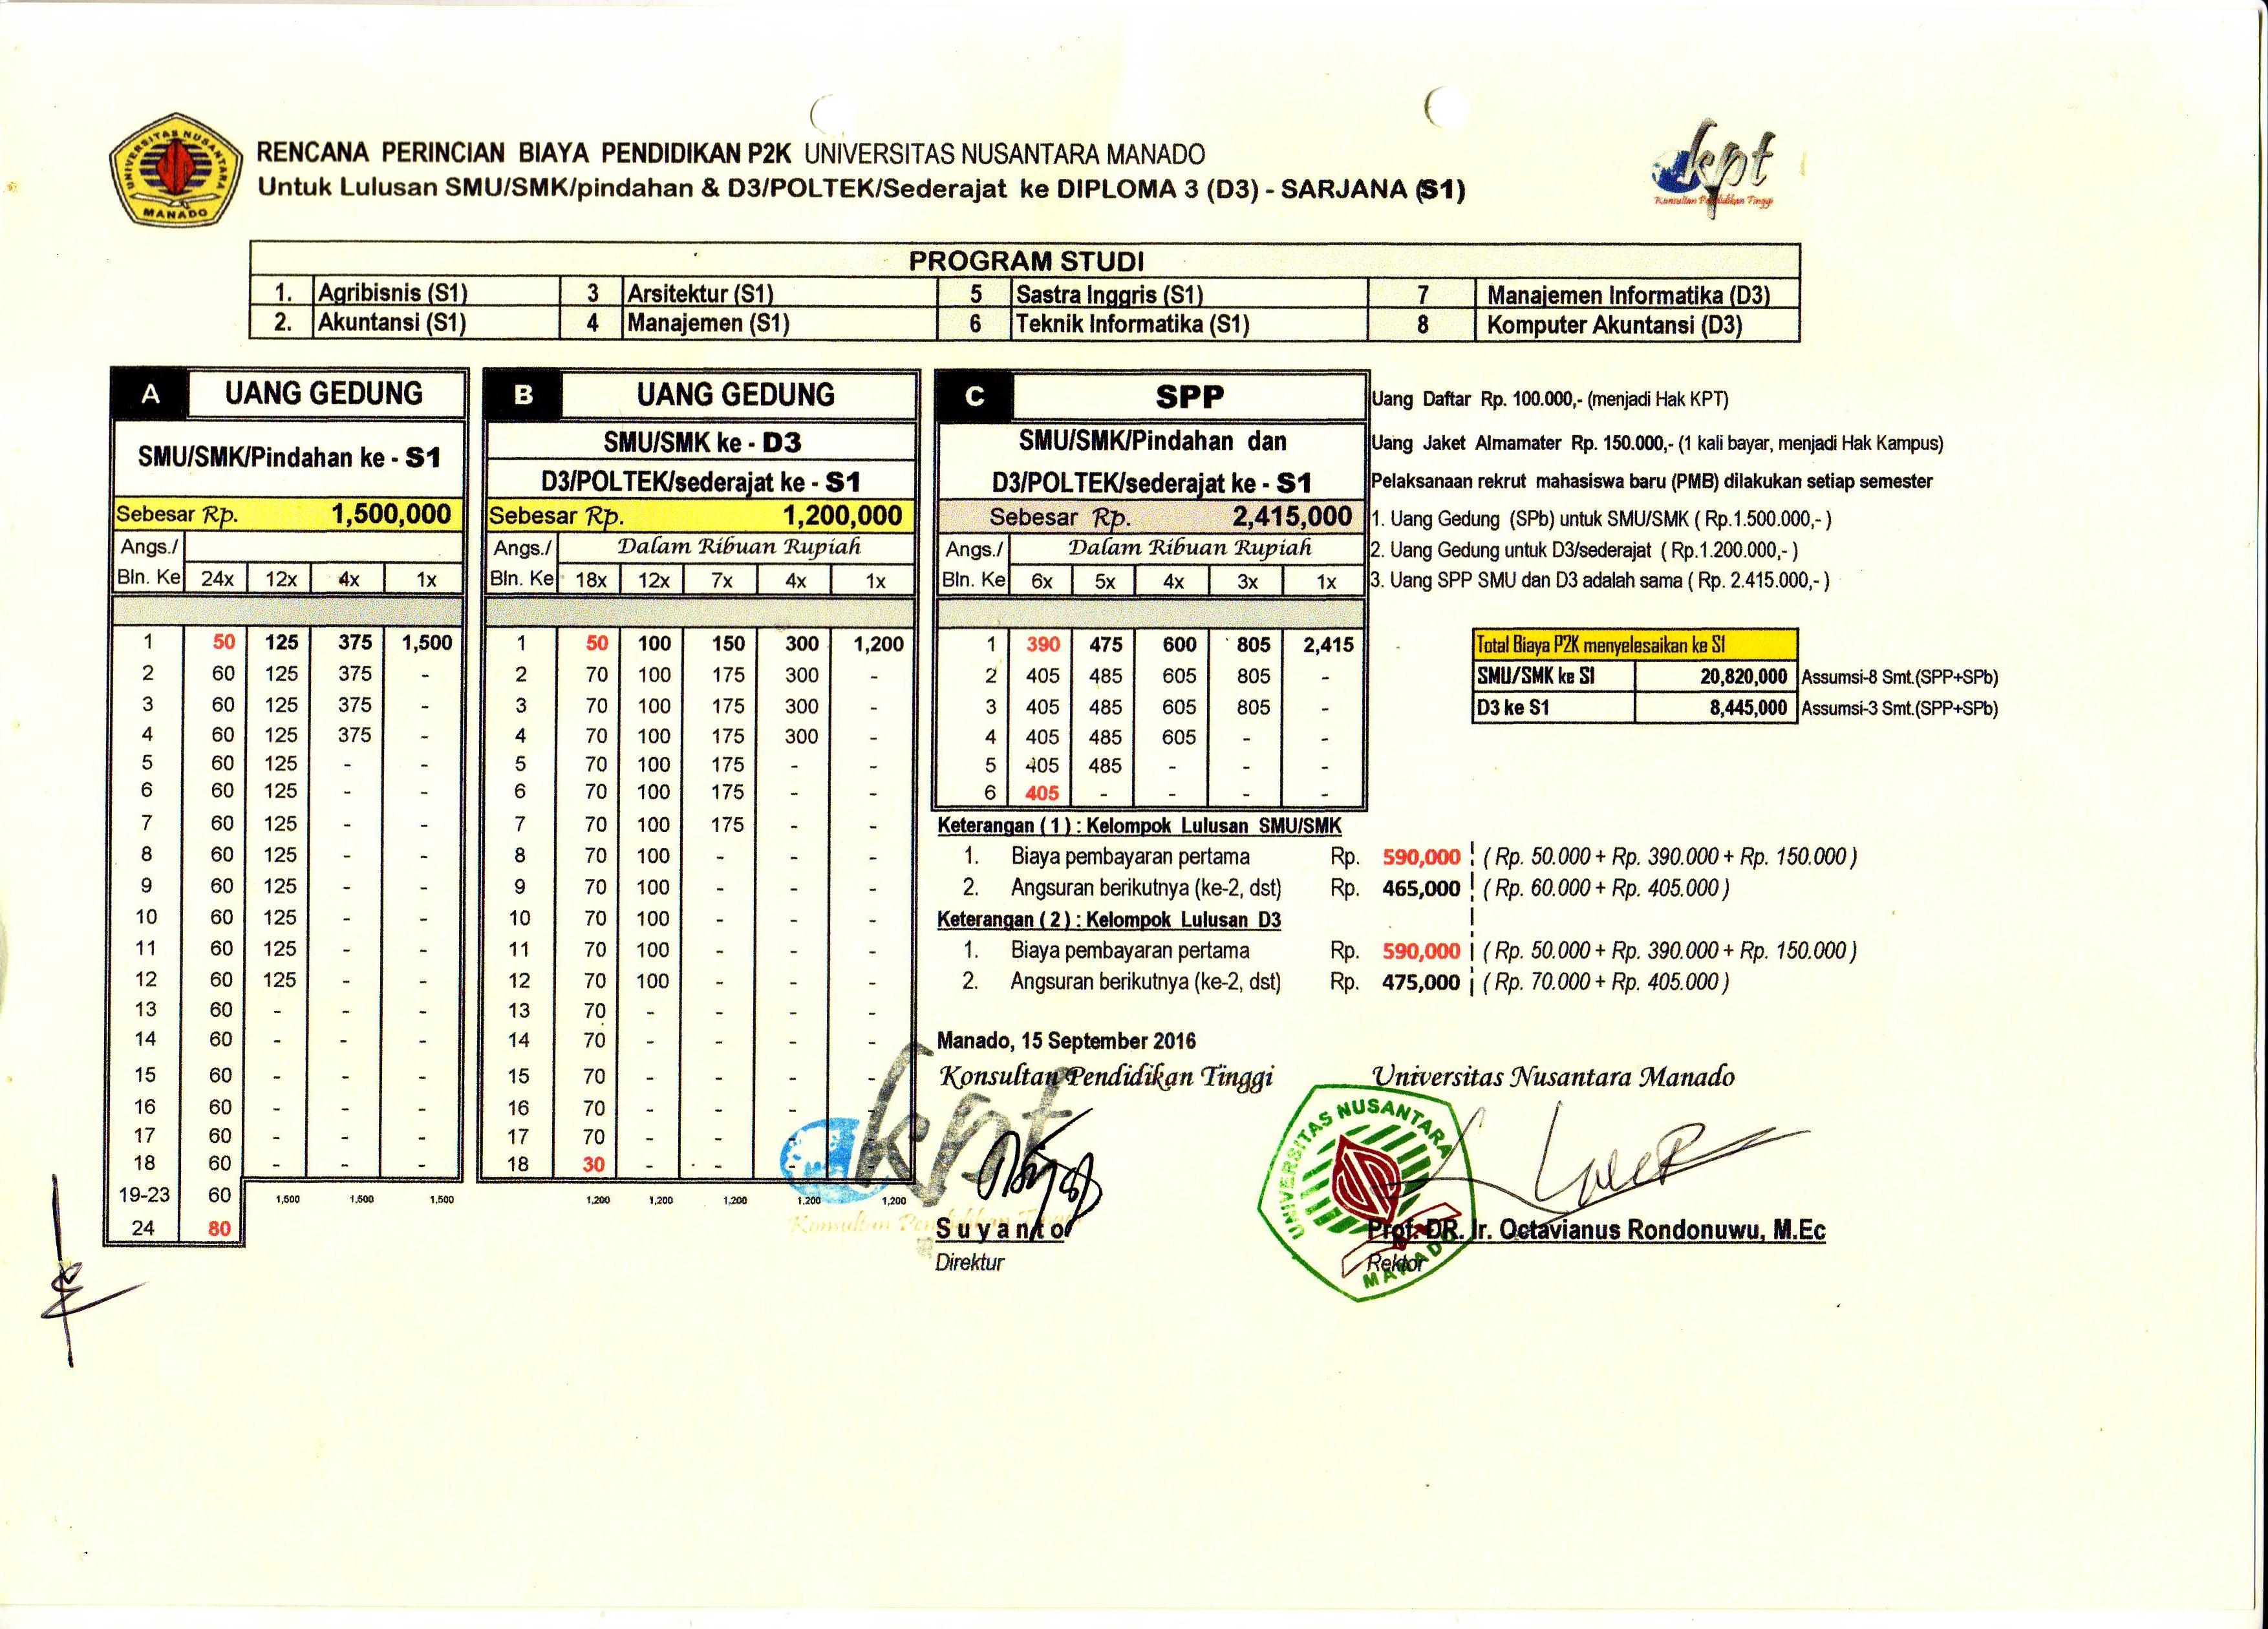 UNIVERSITAS NUSANTARA
MANADO
RENCANA PERINCIAN BIAYA PENDIDIKAN P2K UNIVERSITAS NUSANTARA MANADO
Untuk Lulusan SMU/SMK/pindahan & D3/POLTEK/Sederajat ke DIPLOMA 3 (D3) - SARJANA (S1)
kpt
Konsultan Pendidikan Tinggi
PROGRAM STUDI
1. Agribisnis (S1) 3 Arsitektur (S1) 5 Sastra Inggris (S1) 7 Manajemen Informatika (D3)
2. Akuntansi (S1) 4 Manajemen (S1) 6 Teknik Informatika (S1) 8 Komputer Akuntansi (D3)
A UANG GEDUNG
SMU/SMK/Pindahan ke - S1
Sebesar Rp. 1,500,000
Angs./
Bln. Ke 24x 12x 4x 1x
1 50 125 375 1,500
2 60 125 375 -
3 60 125 375 -
4 60 125 375 -
5 60 125 - -
6 60 125 - -
7 60 125 - -
8 60 125 - -
9 60 125 - -
10 60 125 - -
11 60 125 - -
12 60 125 - -
13 60 - - -
14 60 - - -
15 60 - - -
16 60 - - -
17 60 - - -
18 60 - - -
19-23 60 1,500 1,500 1,500
24 80
B UANG GEDUNG
SMU/SMK ke - D3
D3/POLTEK/sederajat ke - S1
Sebesar Rp. 1,200,000
Angs./ Dalam Ribuan Rupiah
Bln. Ke 18x 12x 7x 4x 1x
1 50 100 150 300 1,200
2 70 100 175 300 -
3 70 100 175 300 -
4 70 100 175 300 -
5 70 100 175 - -
6 70 100 175 - -
7 70 100 175 - -
8 70 100 - - -
9 70 100 - - -
10 70 100 - - -
11 70 100 - - -
12 70 100 - - -
13 70 - - - -
14 70 - - - -
15 70 - - - -
16 70 - - - -
17 70 - - - -
18 30 - - - -
1,200 1,200 1,200 1,200 1,200
C SPP
SMU/SMK/Pindahan dan
D3/POLTEK/sederajat ke - S1
Sebesar Rp. 2,415,000
Angs./ Dalam Ribuan Rupiah
Bln. Ke 6x 5x 4x 3x 1x
1 390 475 600 805 2,415
2 405 485 605 805 -
3 405 485 605 805 -
4 405 485 605 - -
5 405 485 - - -
6 405 - - - -
Uang Daftar Rp. 100.000,- (menjadi Hak KPT)
Uang Jaket Almamater Rp. 150.000,- (1 kali bayar, menjadi Hak Kampus)
Pelaksanaan rekrut mahasiswa baru (PMB) dilakukan setiap semester
1. Uang Gedung (SPb) untuk SMU/SMK ( Rp.1.500.000,- )
2. Uang Gedung untuk D3/sederajat ( Rp.1.200.000,- )
3. Uang SPP SMU dan D3 adalah sama ( Rp. 2.415.000,- )
Total Biaya P2K menyelesaikan ke S1
SMU/SMK ke S1 20,820,000 Assumsi-8 Smt.(SPP+SPb)
D3 ke S1 8,445,000 Assumsi-3 Smt.(SPP+SPb)
Keterangan ( 1 ) : Kelompok Lulusan SMU/SMK
1. Biaya pembayaran pertama Rp. 590,000 ( Rp. 50.000 + Rp. 390.000 + Rp. 150.000 )
2. Angsuran berikutnya (ke-2, dst) Rp. 465,000 ( Rp. 60.000 + Rp. 405.000 )
Keterangan ( 2 ) : Kelompok Lulusan D3
1. Biaya pembayaran pertama Rp. 590,000 ( Rp. 50.000 + Rp. 390.000 + Rp. 150.000 )
2. Angsuran berikutnya (ke-2, dst) Rp. 475,000 ( Rp. 70.000 + Rp. 405.000 )
Manado, 15 September 2016
Konsultan Pendidikan Tinggi Universitas Nusantara Manado
kpt
Konsultan Pendidikan Tinggi
UNIVERSITAS NUSANTARA
MANADO
Suyanto Prof. DR. Ir. Octavianus Rondonuwu, M.Ec
Direktur Rektor